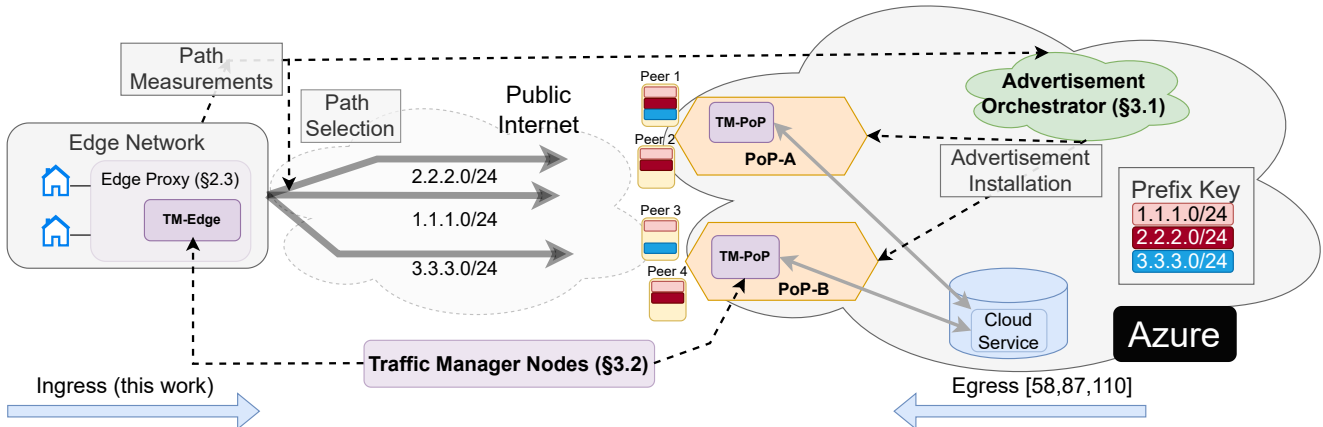 Path
Measurements
Path
Selection
Public
Internet
Edge Network
Edge Proxy (§2.3)
TM-Edge
2.2.2.0/24
1.1.1.0/24
3.3.3.0/24
Peer 1
Peer 2
Peer 3
Peer 4
TM-PoP
PoP-A
TM-PoP
PoP-B
Advertisement
Orchestrator (§3.1)
Advertisement
Installation
Prefix Key
1.1.1.0/24
2.2.2.0/24
3.3.3.0/24
Cloud
Service
Azure
Traffic Manager Nodes (§3.2)
Ingress (this work)
Egress [58,87,110]